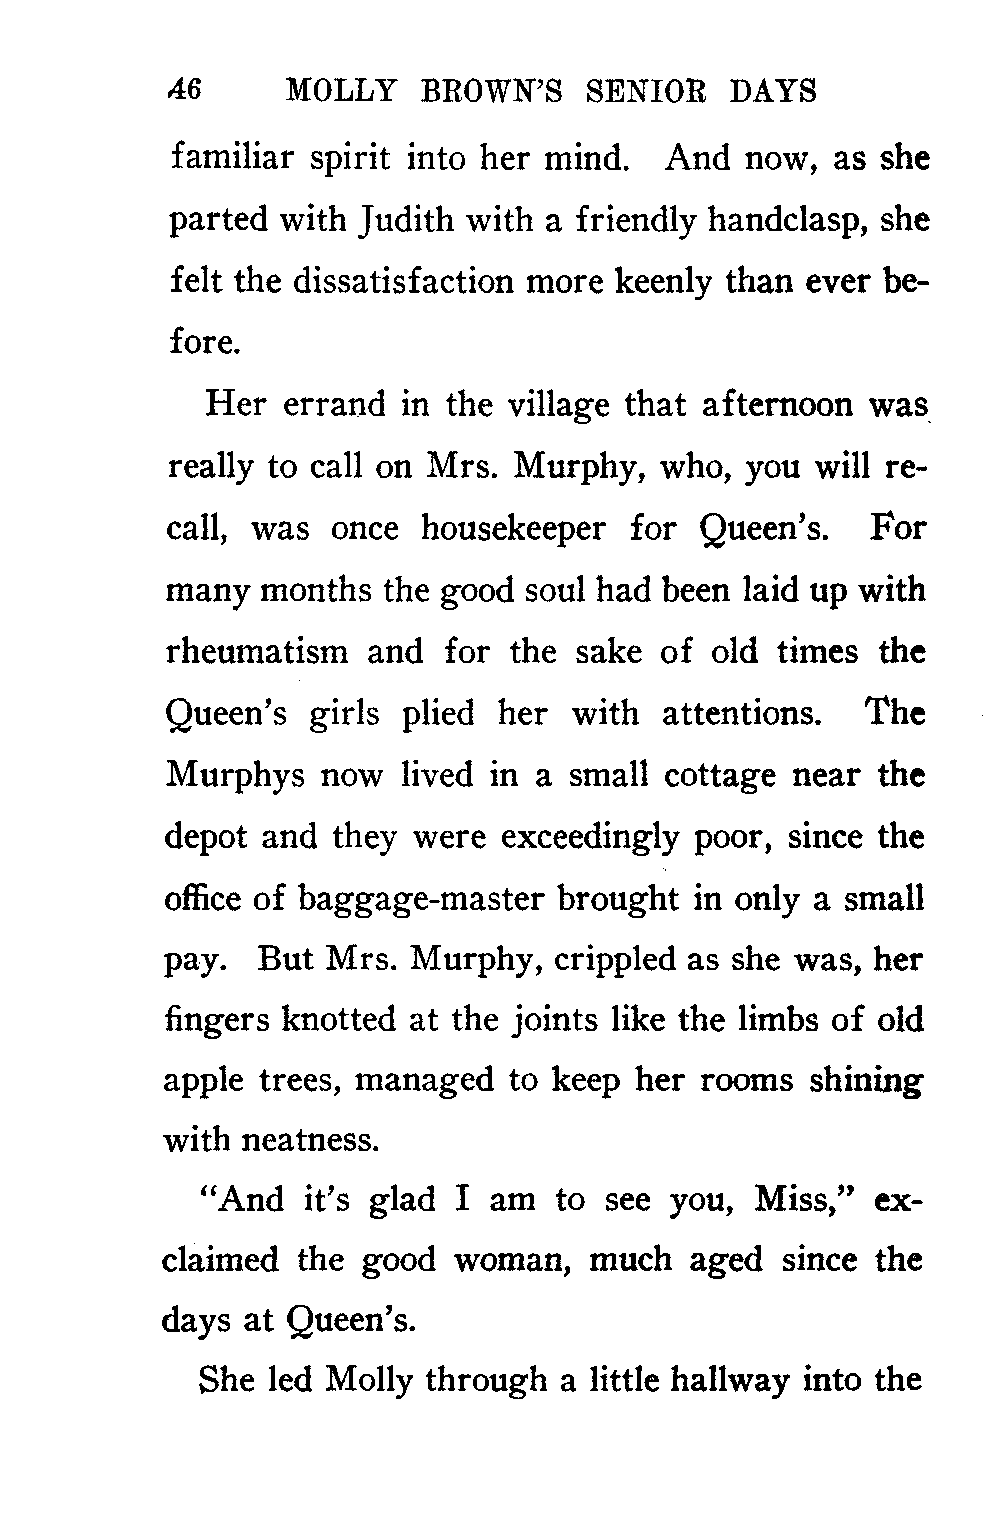 46 MOLLY BROWN'S SENIOR DAYS
familiar spirit into her mind. And now, as she
parted with Judith with a friendly handclasp, she
felt the dissatisfaction more keenly than ever be-
fore.
Her errand in the village that afternoon was
really to call on Mrs. Murphy, who, you will re-
call, was once housekeeper for Queen's. For
many months the good soul had been laid up with
rheumatism and for the sake of old times the
Queen's girls plied her with attentions. The
Murphys now lived in a small cottage near the
depot and they were exceedingly poor, since the
office of baggage-master brought in only a small
pay. But Mrs. Murphy, crippled as she was, her
fingers knotted at the joints like the limbs of old
apple trees, managed to keep her rooms shining
with neatness.
“And it's glad I am to see you, Miss,” ex-
claimed the good woman, much aged since the
days at Queen's.
She led Molly through a little hallway into the